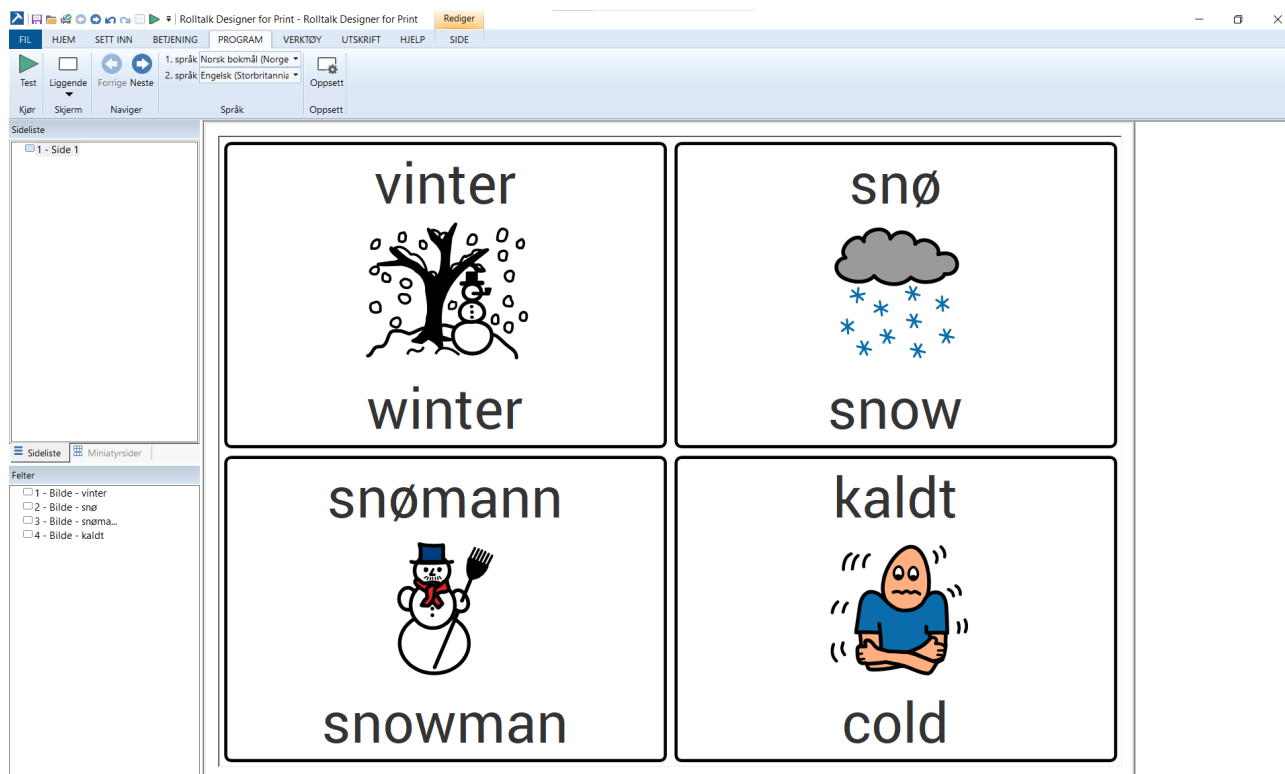 Rolltalk Designer for Print - Rolltalk Designer for Print
Rediger
FIL HJEM SETT INN BETJENING PROGRAM VERKTØY UTSKRIFT HJELP SIDE
Test
Liggende
Forrige Neste
1. språk Norsk bokmål (Norge
2. språk Engelsk (Storbritannia
Oppsett
Kjør Skjerm Naviger Språk Oppsett
Sideliste
1 - Side 1
Sideliste Miniatyrsider
Felter
1 - Bilde - vinter
2 - Bilde - snø
3 - Bilde - snøma...
4 - Bilde - kaldt
vinter
winter
snø
snow
snømann
snowman
kaldt
cold